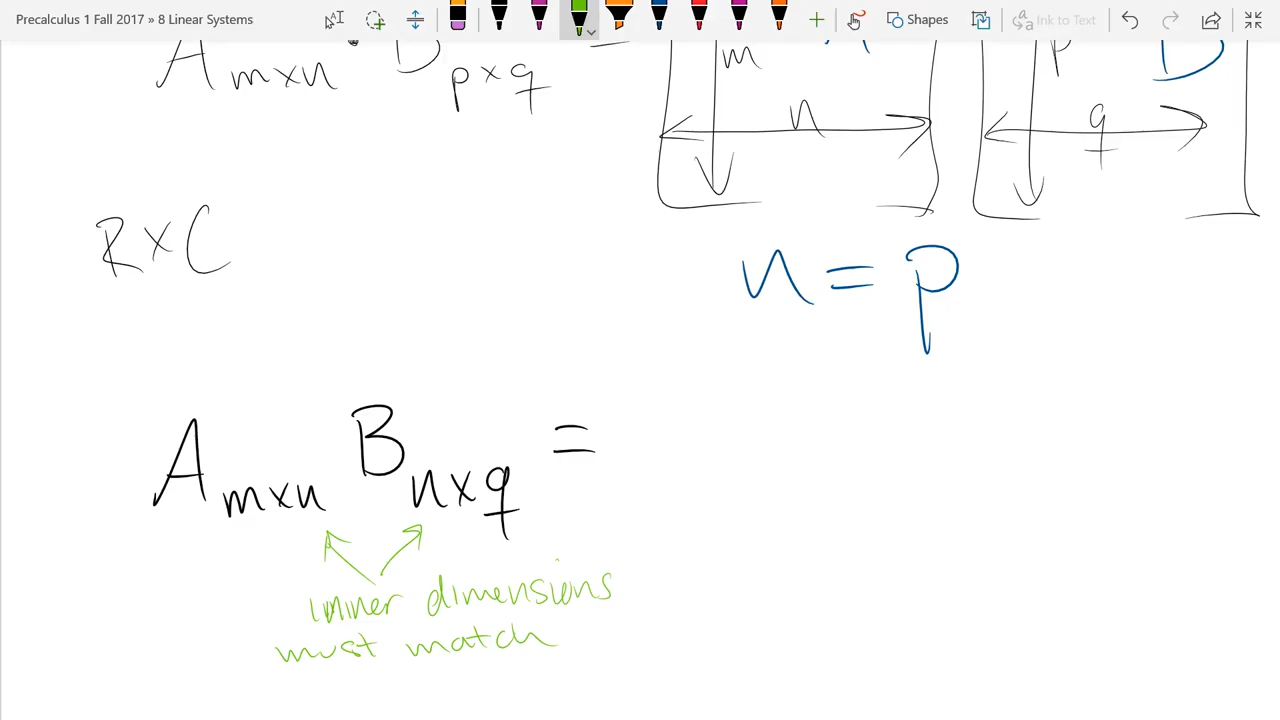 Precalculus 1 Fall 2017 » 8 Linear Systems
Shapes
Ink to Text
A m×n · B p×q =
m
n
p
q
R×C
n = p
A m×n B n×q =
inner dimensions
must match